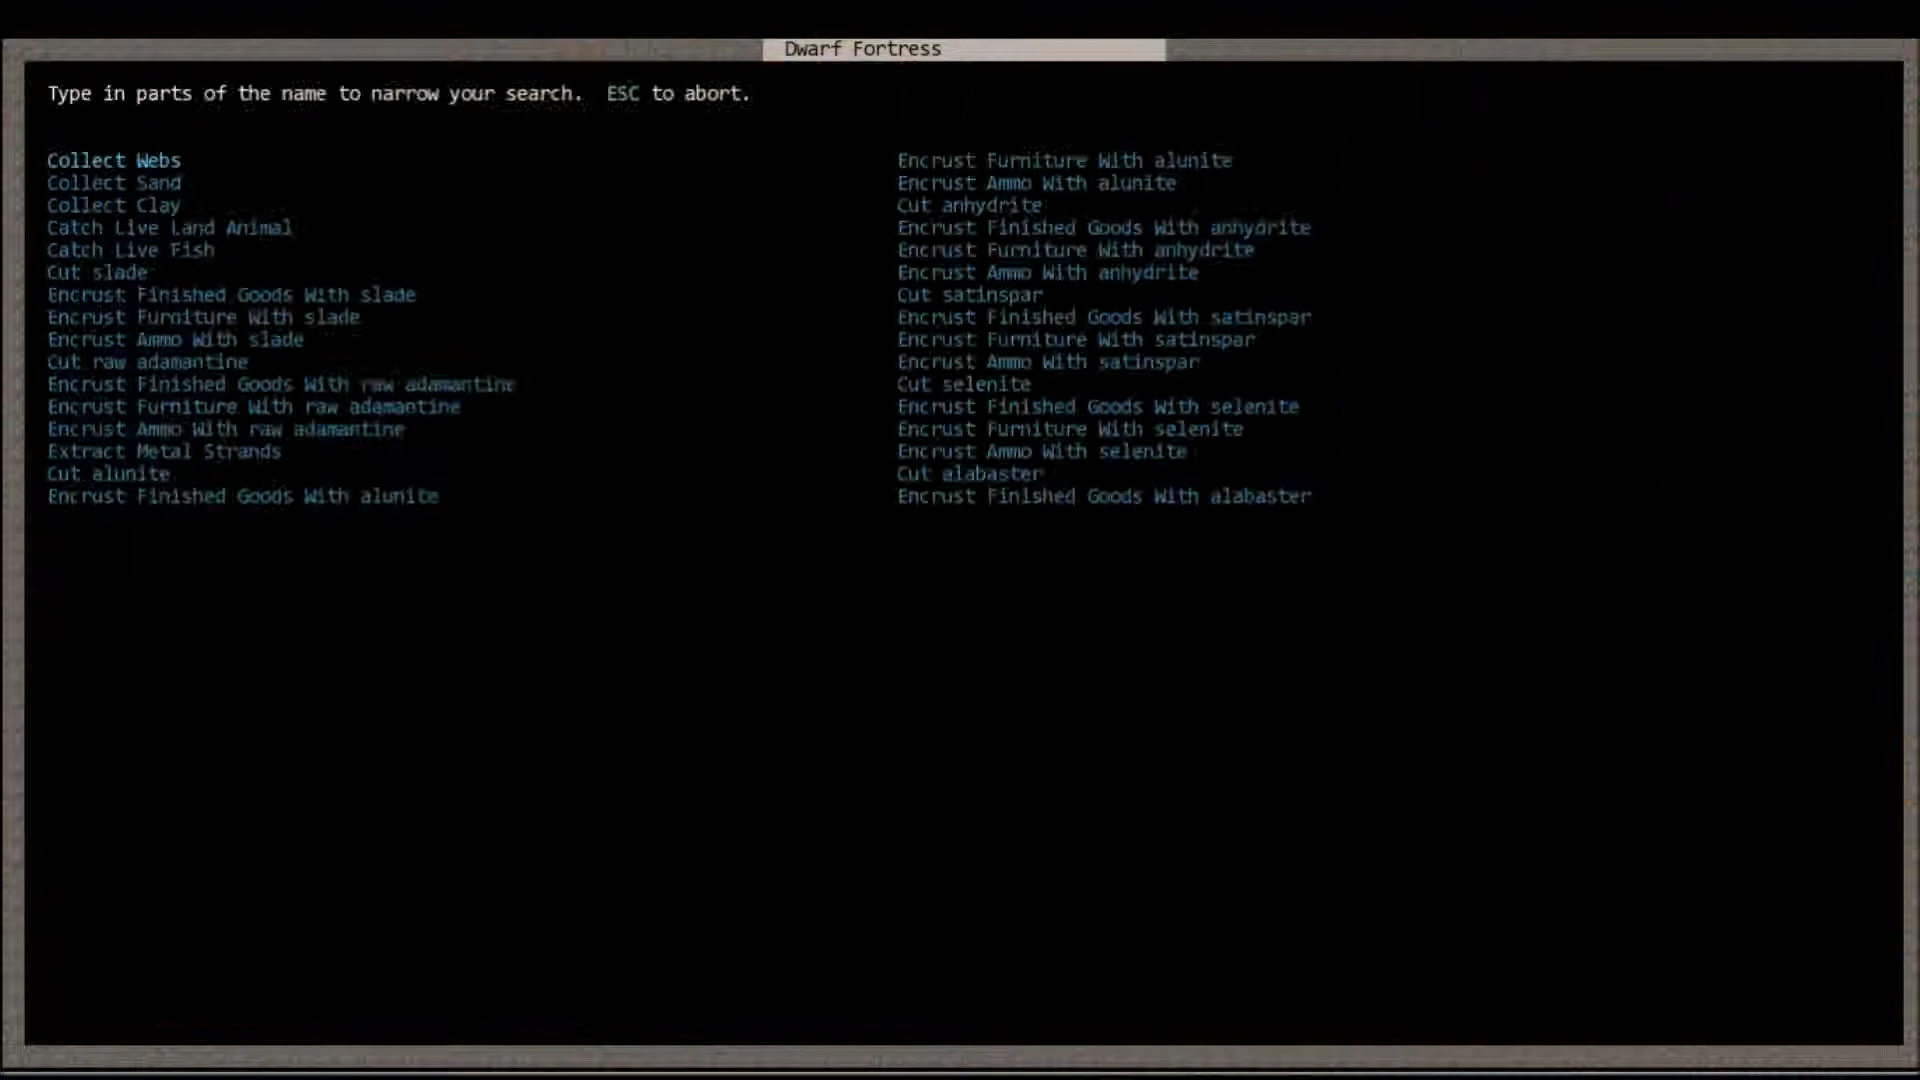 Dwarf Fortress
Type in parts of the name to narrow your search. ESC to abort.
Collect Webs
Collect Sand
Collect Clay
Catch Live Land Animal
Catch Live Fish
Cut slade
Encrust Finished Goods With slade
Encrust Furniture With slade
Encrust Ammo With slade
Cut raw adamantine
Encrust Finished Goods With raw adamantine
Encrust Furniture With raw adamantine
Encrust Ammo With raw adamantine
Extract Metal Strands
Cut alunite
Encrust Finished Goods With alunite
Encrust Furniture With alunite
Encrust Ammo With alunite
Cut anhydrite
Encrust Finished Goods With anhydrite
Encrust Furniture With anhydrite
Encrust Ammo With anhydrite
Cut satinspar
Encrust Finished Goods With satinspar
Encrust Furniture With satinspar
Encrust Ammo With satinspar
Cut selenite
Encrust Finished Goods With selenite
Encrust Furniture With selenite
Encrust Ammo With selenite
Cut alabaster
Encrust Finished Goods With alabaster